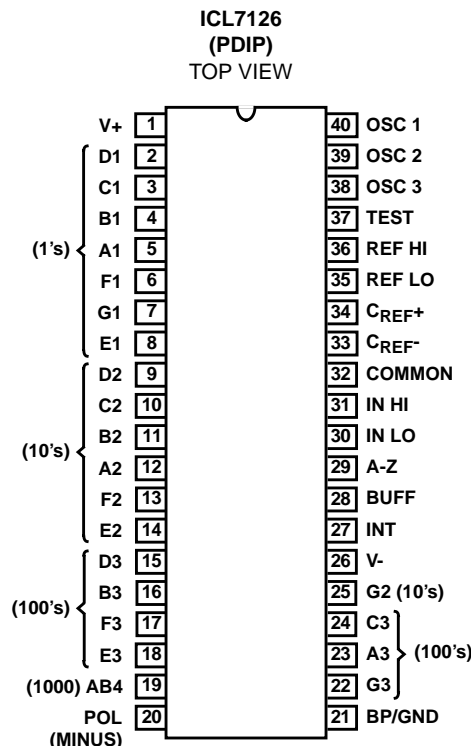 ICL7126
(PDIP)
TOP VIEW
V+ 1 40 OSC 1
D1 2 39 OSC 2
C1 3 38 OSC 3
B1 4 37 TEST
(1's) A1 5 36 REF HI
F1 6 35 REF LO
G1 7 34 CREF+
E1 8 33 CREF-
D2 9 32 COMMON
C2 10 31 IN HI
B2 11 30 IN LO
(10's) A2 12 29 A-Z
F2 13 28 BUFF
E2 14 27 INT
D3 15 26 V-
B3 16 25 G2 (10's)
(100's) F3 17 24 C3
E3 18 23 A3 (100's)
(1000) AB4 19 22 G3
POL 20 21 BP/GND
(MINUS)